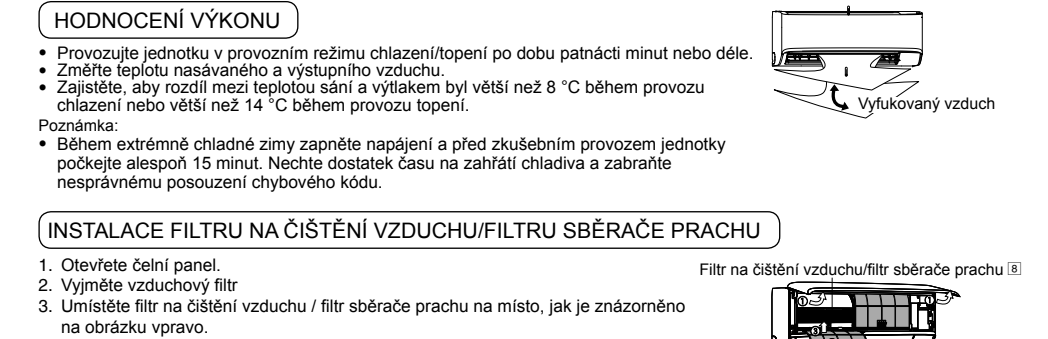 HODNOCENÍ VÝKONU
• Provozujte jednotku v provozním režimu chlazení/topení po dobu patnácti minut nebo déle.
• Změřte teplotu nasávaného a výstupního vzduchu.
• Zajistěte, aby rozdíl mezi teplotou sání a výtlakem byl větší než 8 °C během provozu
chlazení nebo větší než 14 °C během provozu topení.
Poznámka:
• Během extrémně chladné zimy zapněte napájení a před zkušebním provozem jednotky
počkejte alespoň 15 minut. Nechte dostatek času na zahřátí chladiva a zabraňte
nesprávnému posouzení chybového kódu.
Vyfukovaný vzduch
INSTALACE FILTRU NA ČIŠTĚNÍ VZDUCHU/FILTRU SBĚRAČE PRACHU
1. Otevřete čelní panel.
2. Vyjměte vzduchový filtr
3. Umístěte filtr na čištění vzduchu / filtr sběrače prachu na místo, jak je znázorněno
na obrázku vpravo.
Filtr na čištění vzduchu/filtr sběrače prachu 8
1 1
3